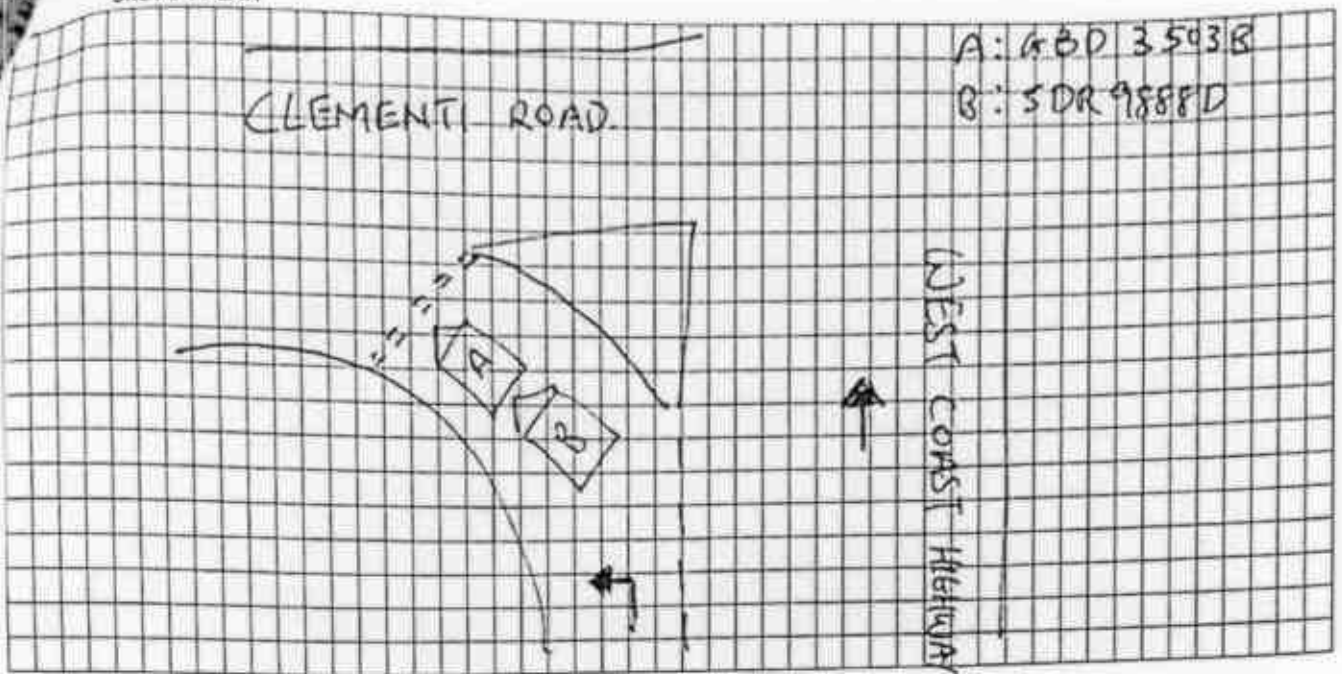 A: GBD 3503B
B: SDR 9888D
CLEMENTI ROAD.
WEST COAST HIGHWAY
A
B